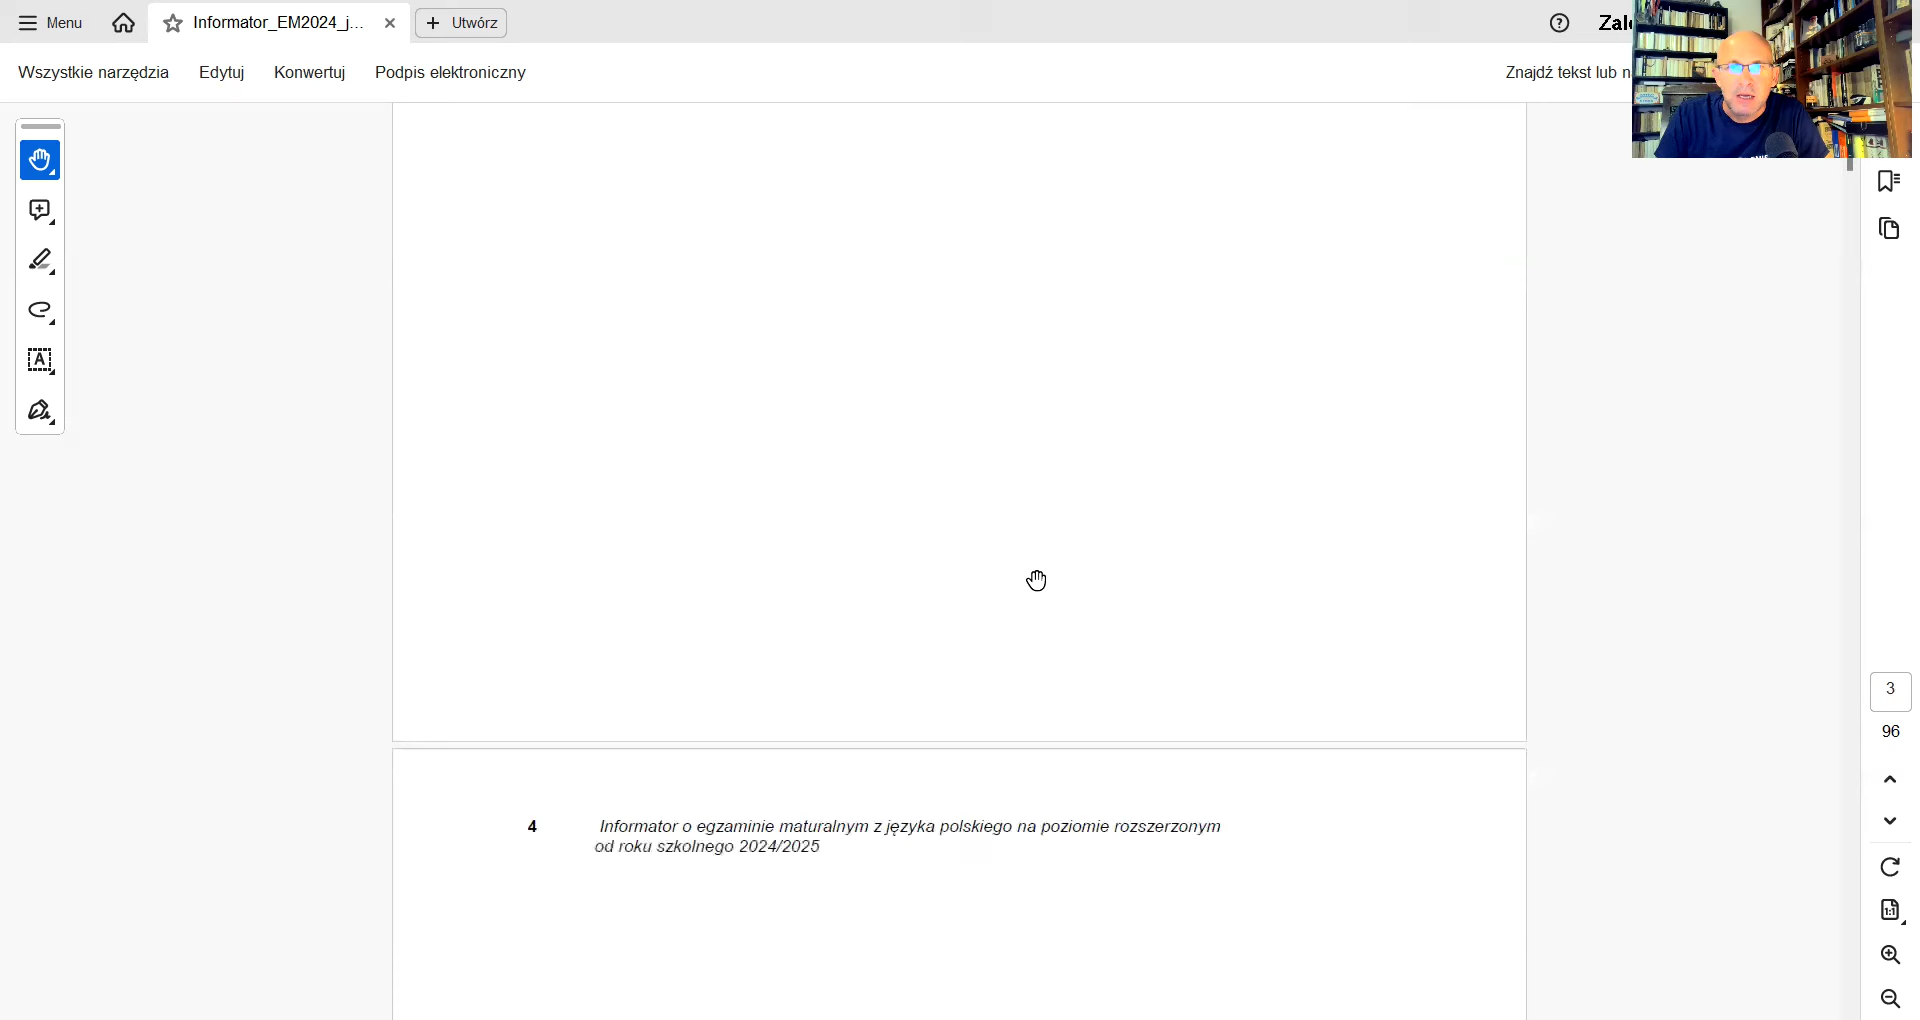 Menu
Informator_EM2024_j...
Utwórz
Zal
Wszystkie narzędzia
Edytuj
Konwertuj
Podpis elektroniczny
Znajdź tekst lub n
3
96
4
Informator o egzaminie maturalnym z języka polskiego na poziomie rozszerzonym
od roku szkolnego 2024/2025